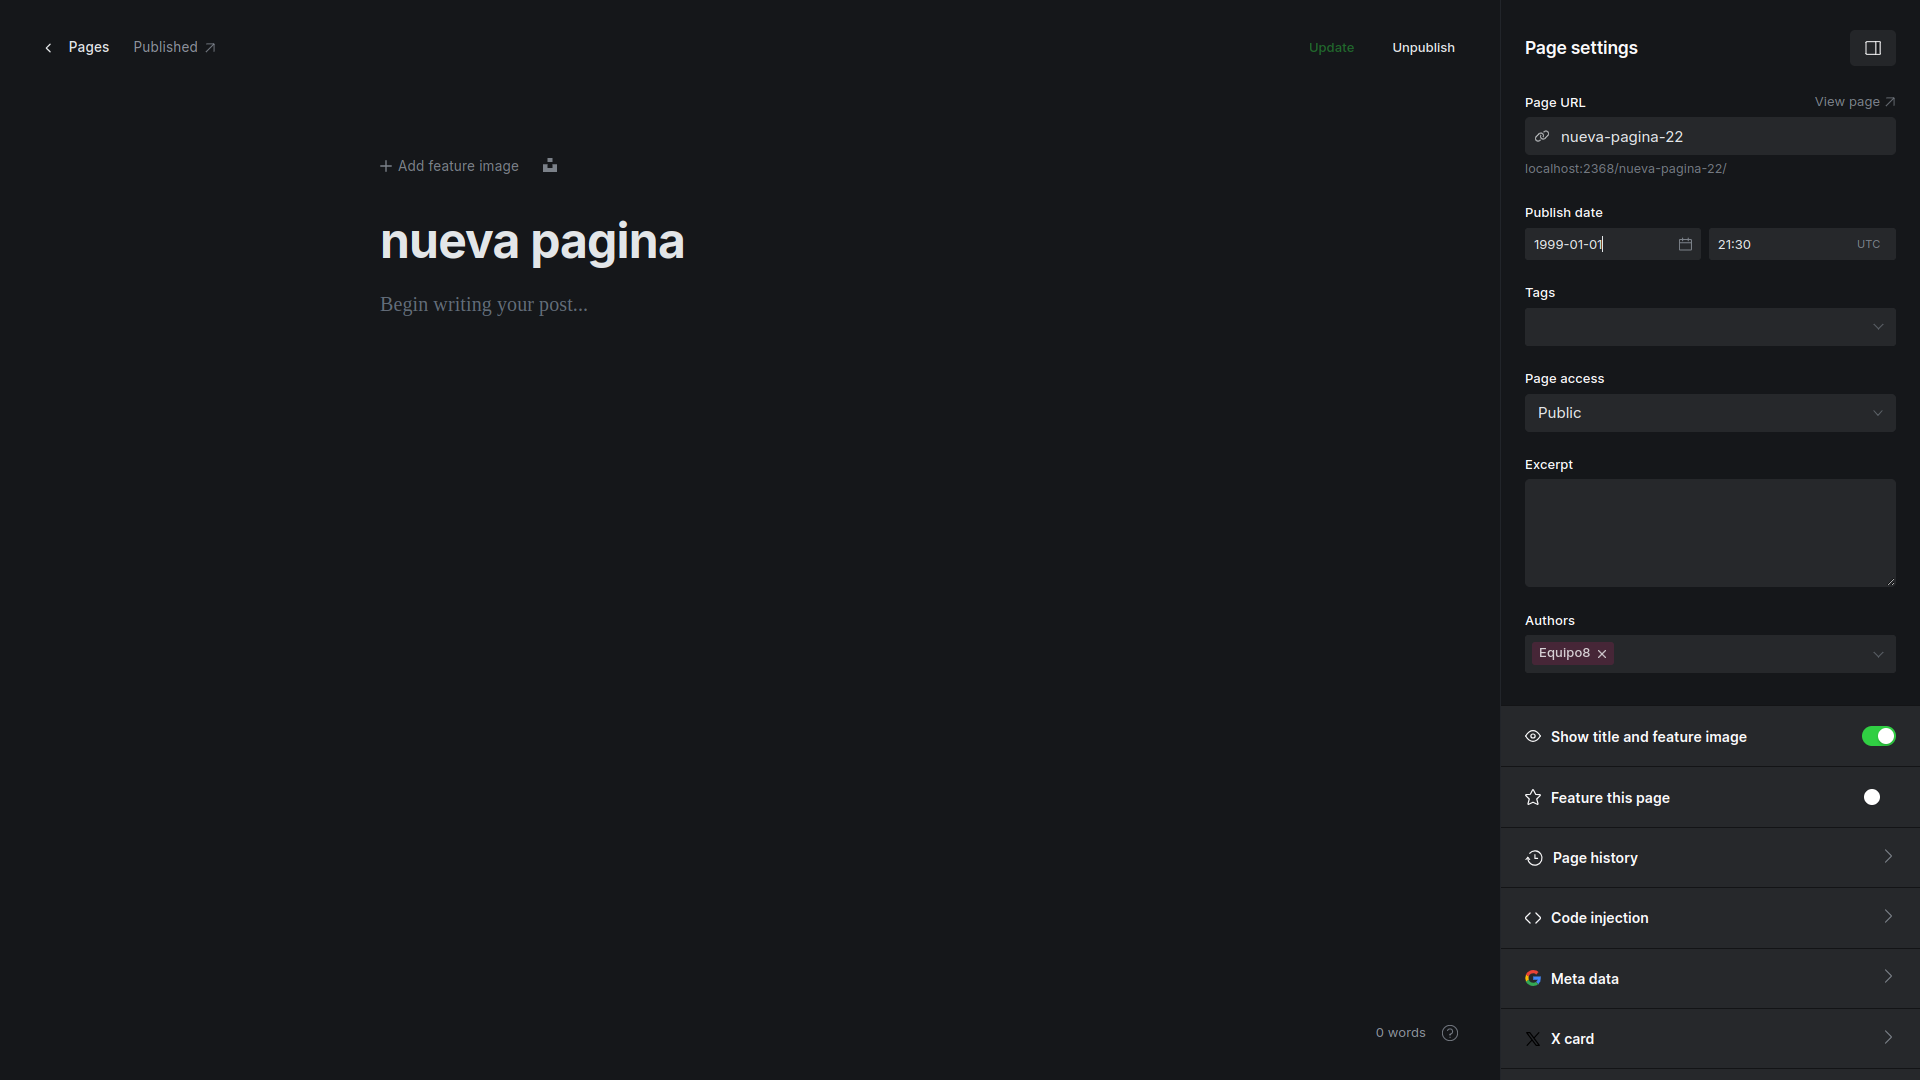 Pages Published
Update Unpublish
Add feature image
nueva pagina
Begin writing your post...
0 words
Page settings
Page URL View page
nueva-pagina-22
localhost:2368/nueva-pagina-22/
Publish date
1999-01-01 21:30 UTC
Tags
Page access
Public
Excerpt
Authors
Equipo8
Show title and feature image
Feature this page
Page history
Code injection
Meta data
X card